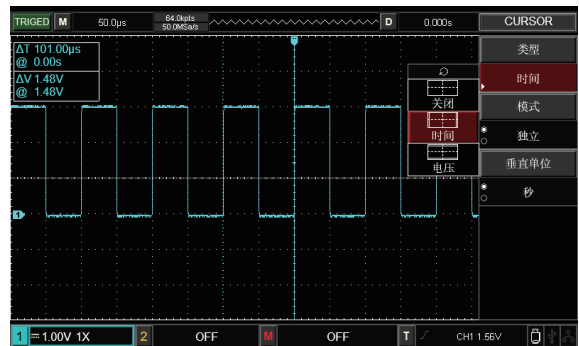 TRIGED M 50.0μs 64.0kpts D 0.000s CURSOR
50.0MSa/s
ΔT 101.00μs
@ 0.00s
ΔV 1.48V
@ 1.48V
类型
时间
关闭
模式
时间
独立
电压
垂直单位
秒
1
1 1.00V 1X 2 OFF M OFF T CH1 1.56V